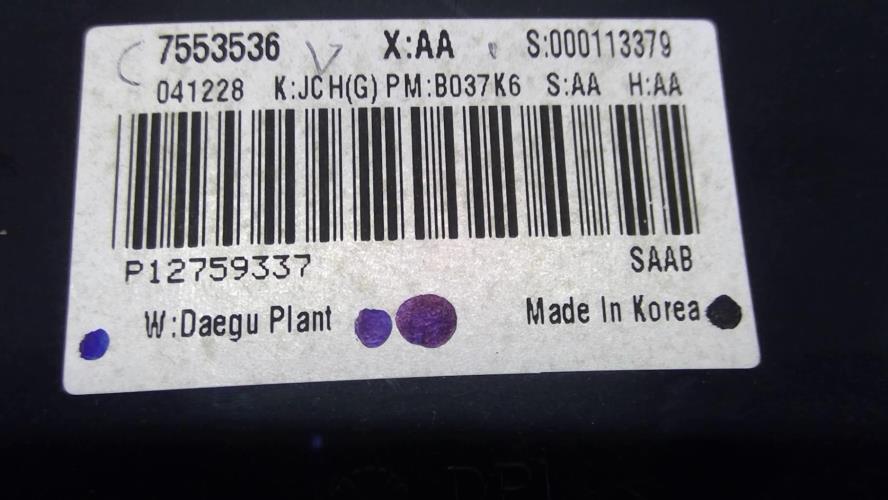 7553536 X:AA S:000113379
041228 K:JCH(G) PM:B037K6 S:AA H:AA
P12759337 SAAB
W:Daegu Plant Made In Korea